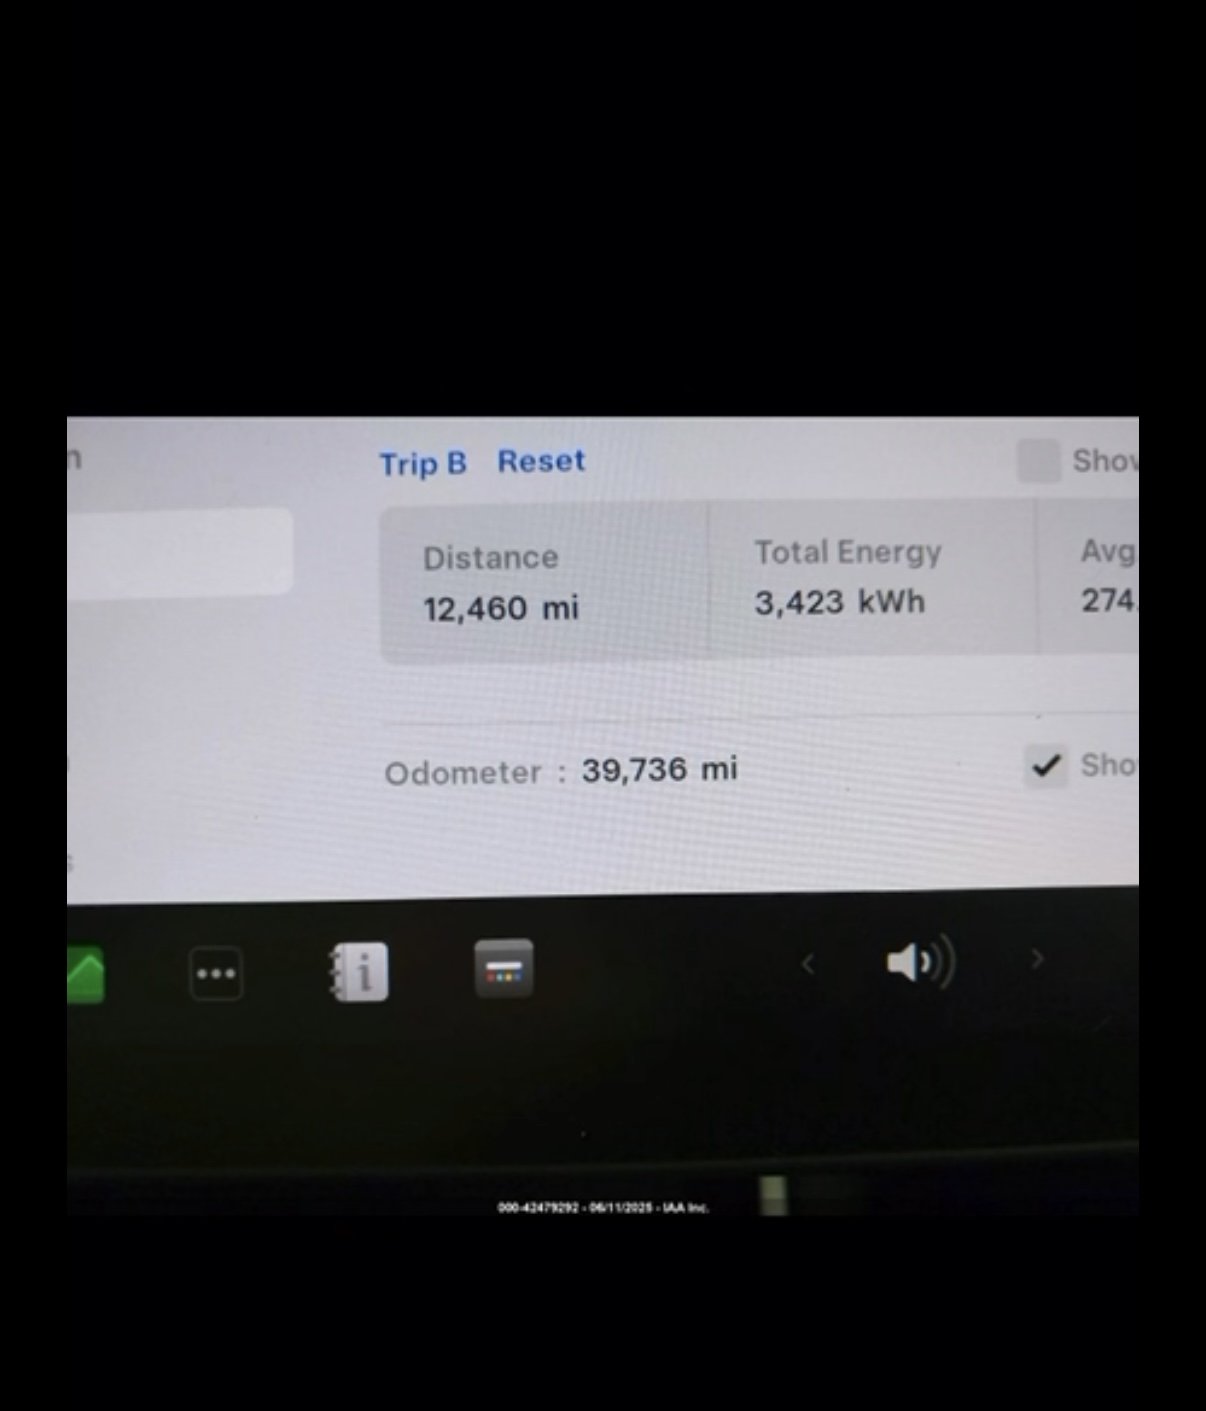 n
Trip B Reset
Show
Distance
12,460 mi
Total Energy
3,423 kWh
Avg
274.
Odometer : 39,736 mi
Sho
s
i
000-42479292 - 06/11/2025 - IAA Inc.